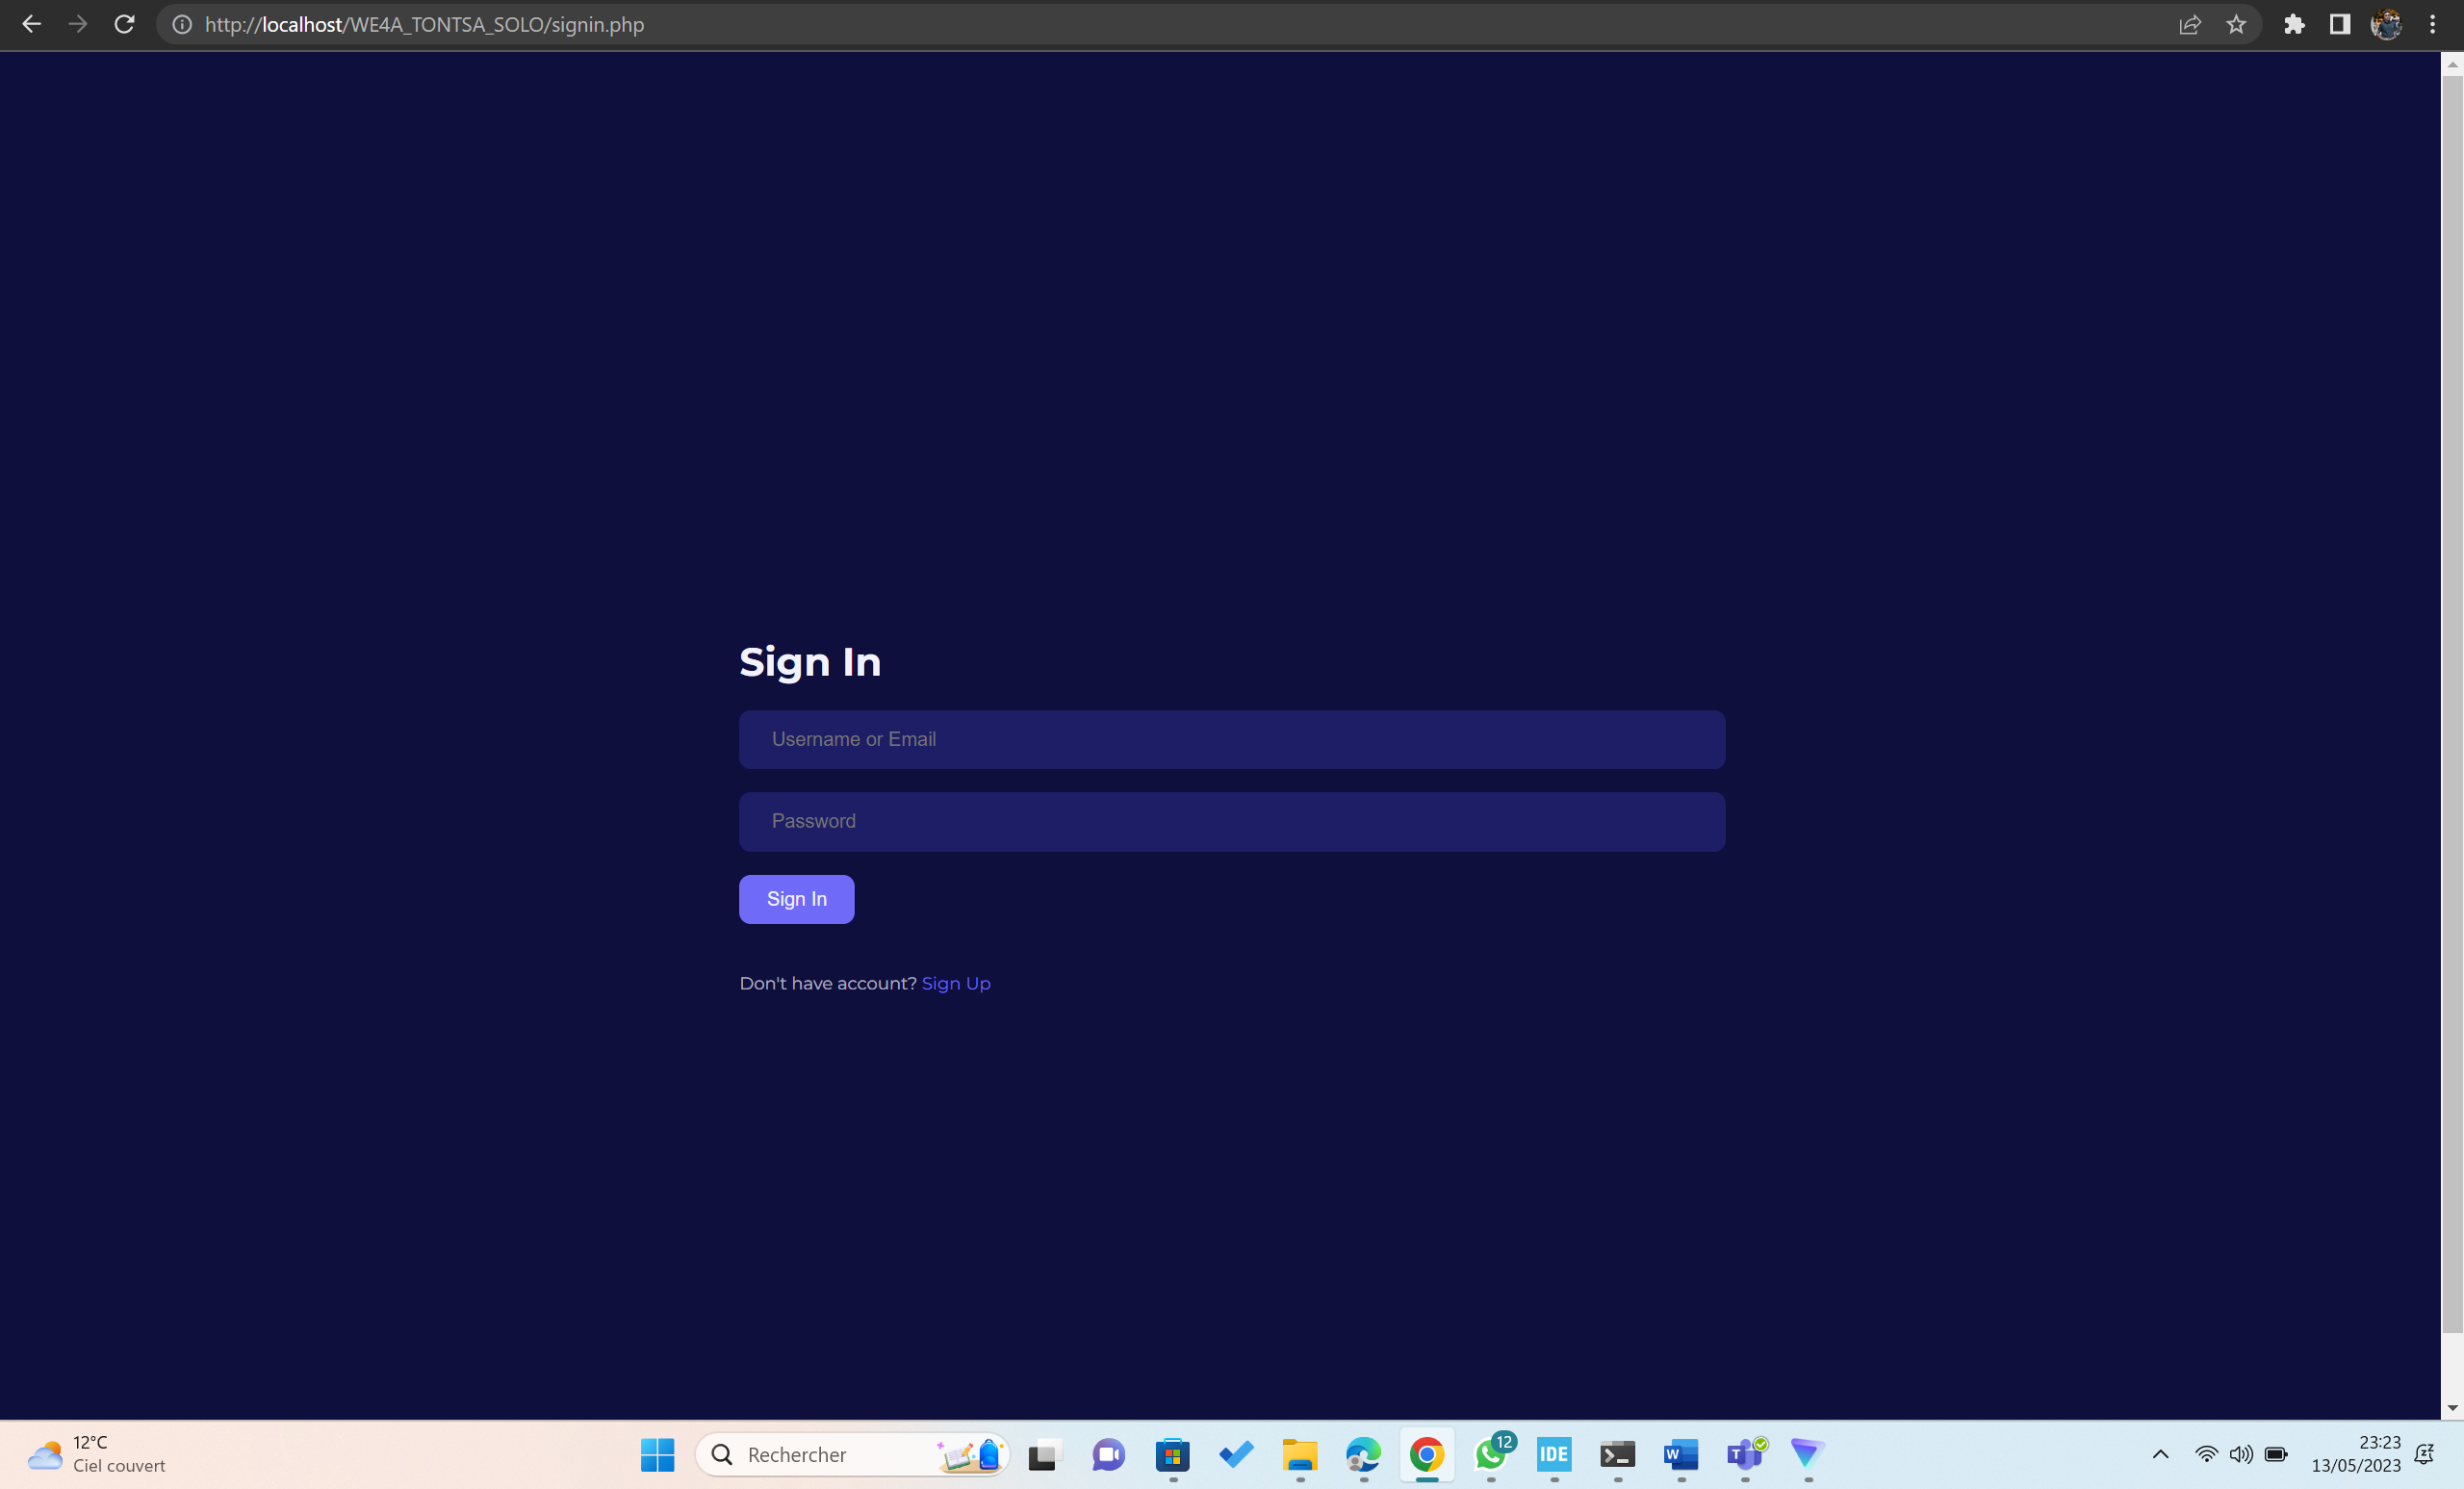 http://localhost/WE4A_TONTSA_SOLO/signin.php
Sign In
Username or Email
Password
Sign In
Don't have account? Sign Up
12°C
Ciel couvert
Rechercher
12
IDE
W
T
23:23
13/05/2023